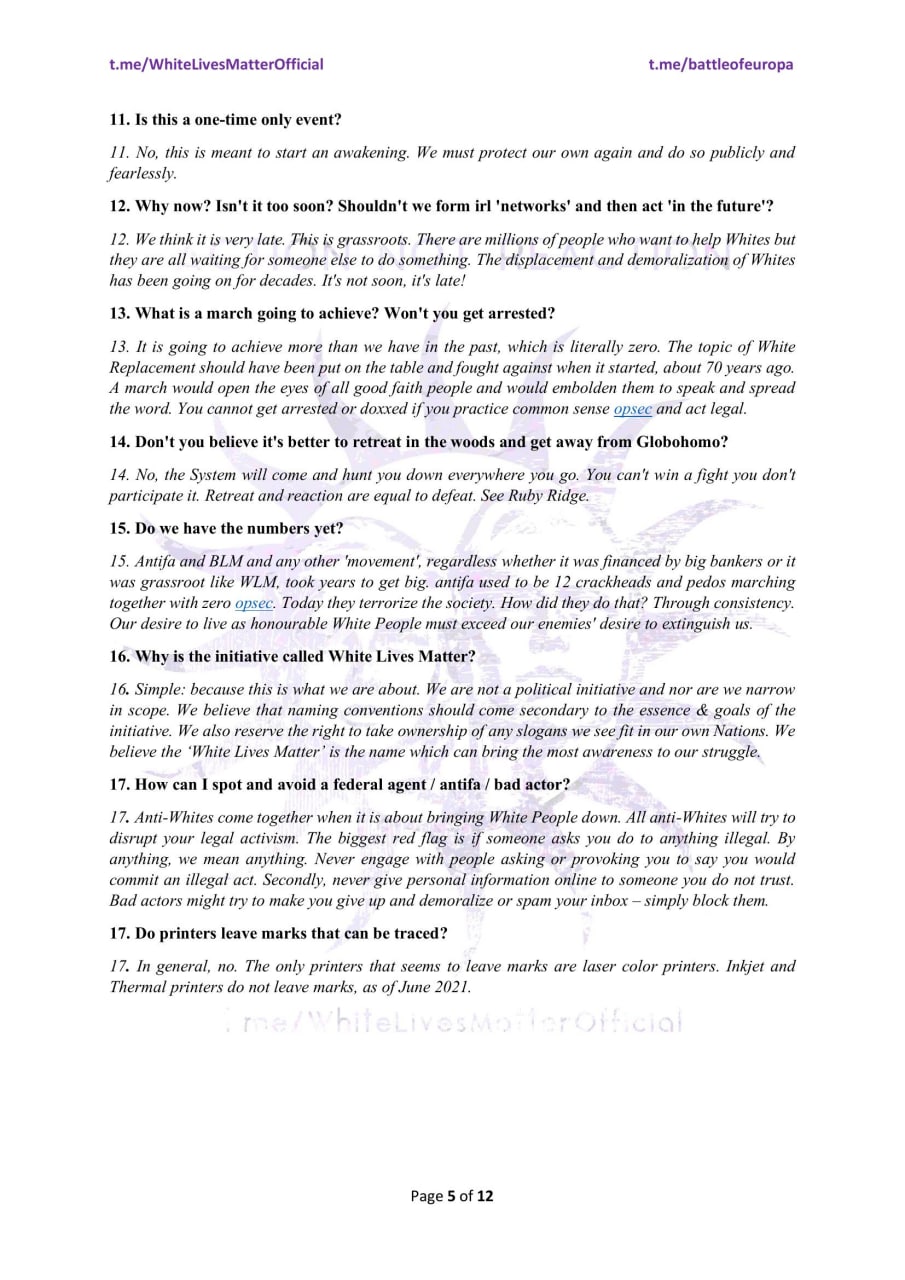 t.me/WhiteLivesMatterOfficial
t.me/battleofeuropa
11. Is this a one-time only event?
11. No, this is meant to start an awakening. We must protect our own again and do so publicly and
fearlessly.
12. Why now? Isn't it too soon? Shouldn't we form irl 'networks' and then act 'in the future'?
12. We think it is very late. This is grassroots. There are millions of people who want to help Whites but
they are all waiting for someone else to do something. The displacement and demoralization of Whites
has been going on for decades. It's not soon, it's late!
13. What is a march going to achieve? Won't you get arrested?
13. It is going to achieve more than we have in the past, which is literally zero. The topic of White
Replacement should have been put on the table and fought against when it started, about 70 years ago.
A march would open the eyes of all good faith people and would embolden them to speak and spread
the word. You cannot get arrested or doxxed if you practice common sense opsec and act legal.
14. Don't you believe it's better to retreat in the woods and get away from Globohomo?
14. No, the System will come and hunt you down everywhere you go. You can't win a fight you don't
participate it. Retreat and reaction are equal to defeat. See Ruby Ridge.
15. Do we have the numbers yet?
15. Antifa and BLM and any other 'movement', regardless whether it was financed by big bankers or it
was grassroot like WLM, took years to get big. antifa used to be 12 crackheads and pedos marching
together with zero opsec. Today they terrorize the society. How did they do that? Through consistency.
Our desire to live as honourable White People must exceed our enemies' desire to extinguish us.
16. Why is the initiative called White Lives Matter?
16. Simple: because this is what we are about. We are not a political initiative and nor are we narrow
in scope. We believe that naming conventions should come secondary to the essence & goals of the
initiative. We also reserve the right to take ownership of any slogans we see fit in our own Nations. We
believe the ‘White Lives Matter’ is the name which can bring the most awareness to our struggle.
17. How can I spot and avoid a federal agent / antifa / bad actor?
17. Anti-Whites come together when it is about bringing White People down. All anti-Whites will try to
disrupt your legal activism. The biggest red flag is if someone asks you do to anything illegal. By
anything, we mean anything. Never engage with people asking or provoking you to say you would
commit an illegal act. Secondly, never give personal information online to someone you do not trust.
Bad actors might try to make you give up and demoralize or spam your inbox – simply block them.
17. Do printers leave marks that can be traced?
17. In general, no. The only printers that seems to leave marks are laser color printers. Inkjet and
Thermal printers do not leave marks, as of June 2021.
me/WhiteLivesMatterOfficial
Page 5 of 12